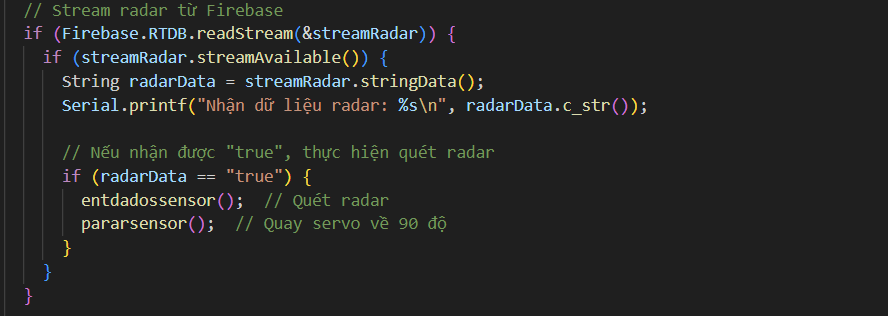 // Stream radar từ Firebase
if (Firebase.RTDB.readStream(&streamRadar)) {
if (streamRadar.streamAvailable()) {
String radarData = streamRadar.stringData();
Serial.printf("Nhận dữ liệu radar: %s\n", radarData.c_str());
// Nếu nhận được "true", thực hiện quét radar
if (radarData == "true") {
entdadossensor();  // Quét radar
pararsensor();  // Quay servo về 90 độ
}
}
}